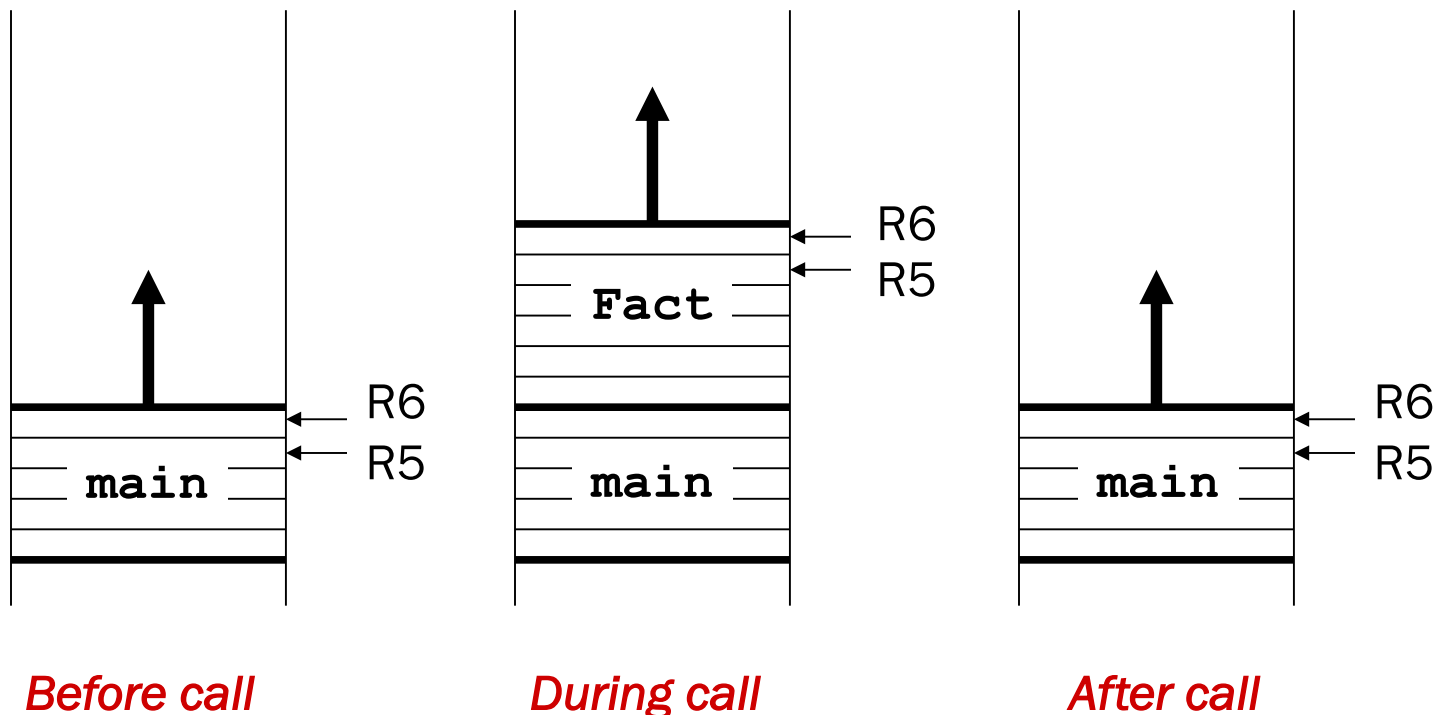 R6
R5
main
Before call
R6
R5
Fact
main
During call
R6
R5
main
After call